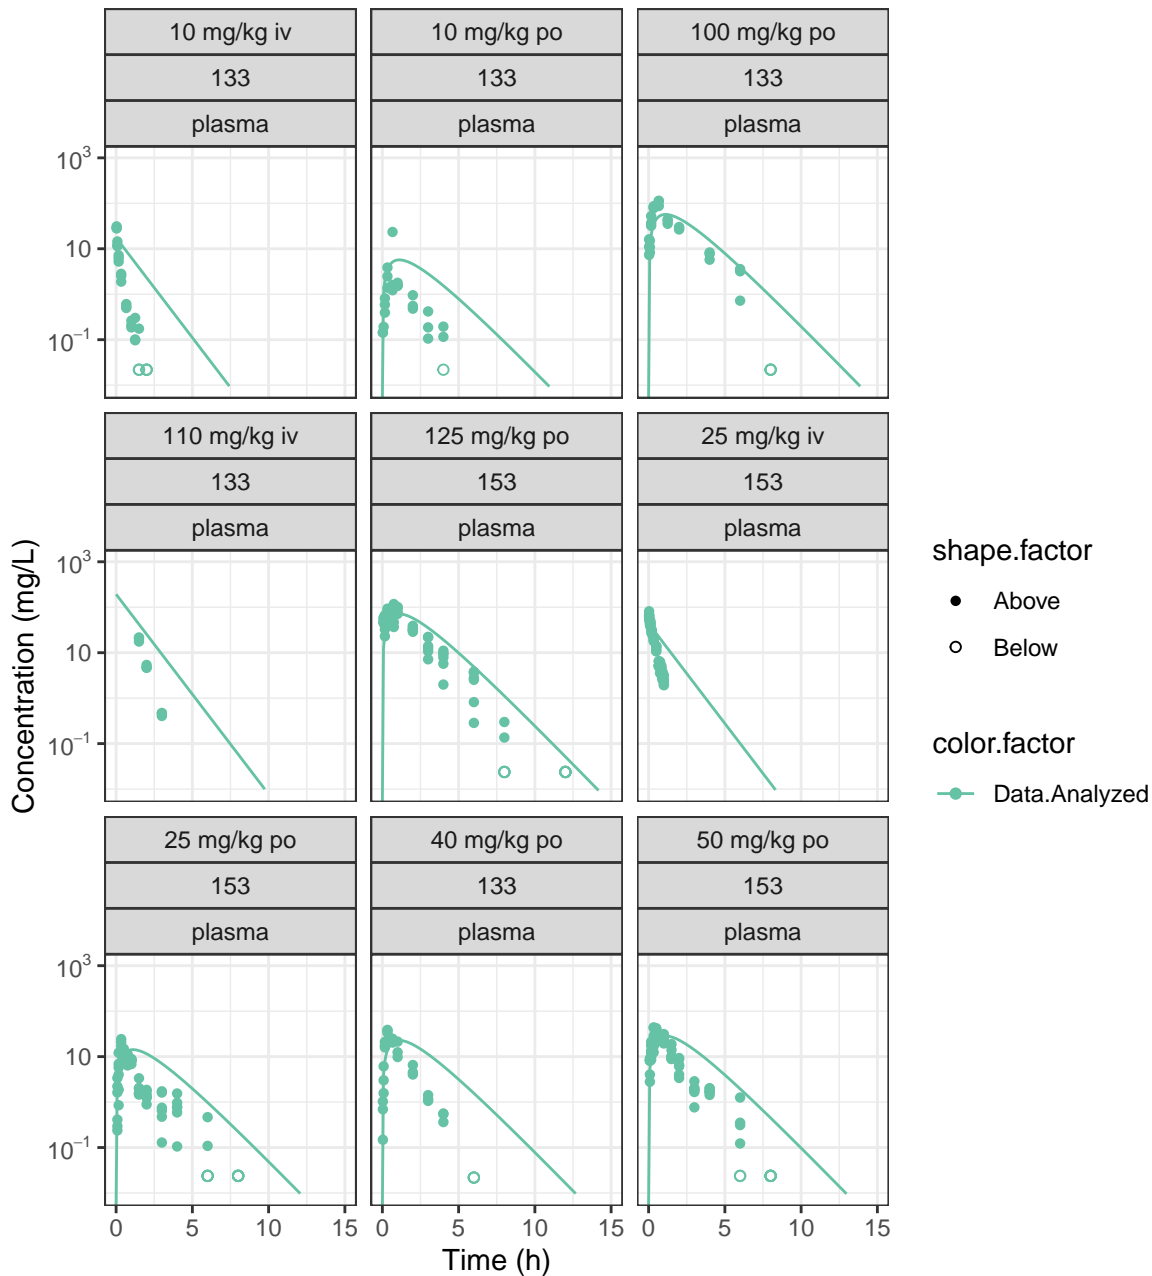 10 mg/kg iv
133
plasma
10 mg/kg po
133
plasma
100 mg/kg po
133
plasma
10³
10
10⁻¹
110 mg/kg iv
133
plasma
125 mg/kg po
153
plasma
25 mg/kg iv
153
plasma
10³
10
10⁻¹
25 mg/kg po
153
plasma
40 mg/kg po
133
plasma
50 mg/kg po
153
plasma
10³
10
10⁻¹
0 5 10 15
0 5 10 15
0 5 10 15
Time (h)
Concentration (mg/L)
shape.factor
Above
Below
color.factor
Data.Analyzed